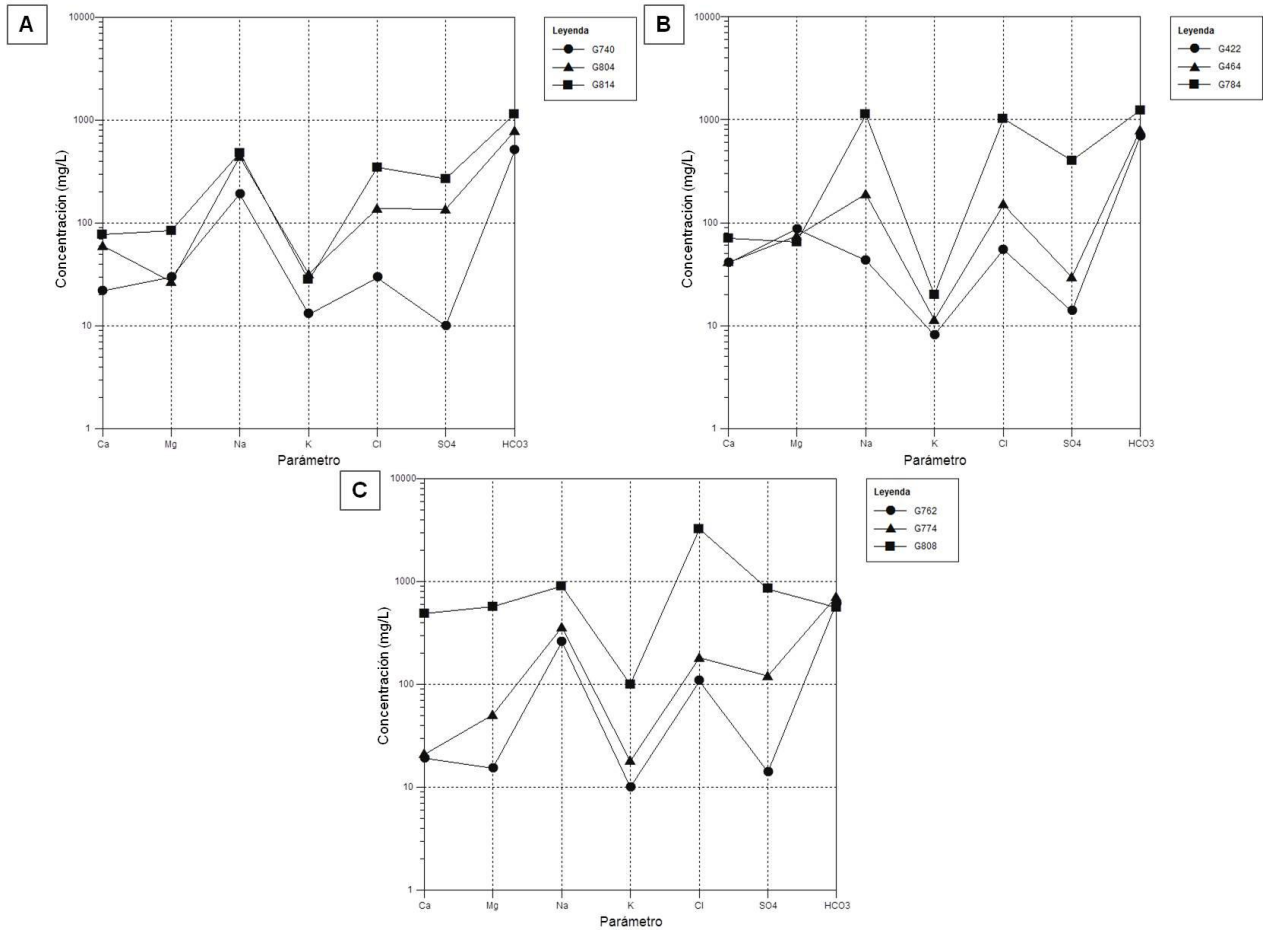 A
Leyenda
G740
G804
G814
10000
1000
100
10
1
Concentración (mg/L)
Ca Mg Na K Cl SO4 HCO3
Parámetro
B
Leyenda
G422
G464
G784
10000
1000
100
10
1
Concentración (mg/L)
Ca Mg Na K Cl SO4 HCO3
Parámetro
C
Leyenda
G762
G774
G808
10000
1000
100
10
1
Concentración (mg/L)
Ca Mg Na K Cl SO4 HCO3
Parámetro